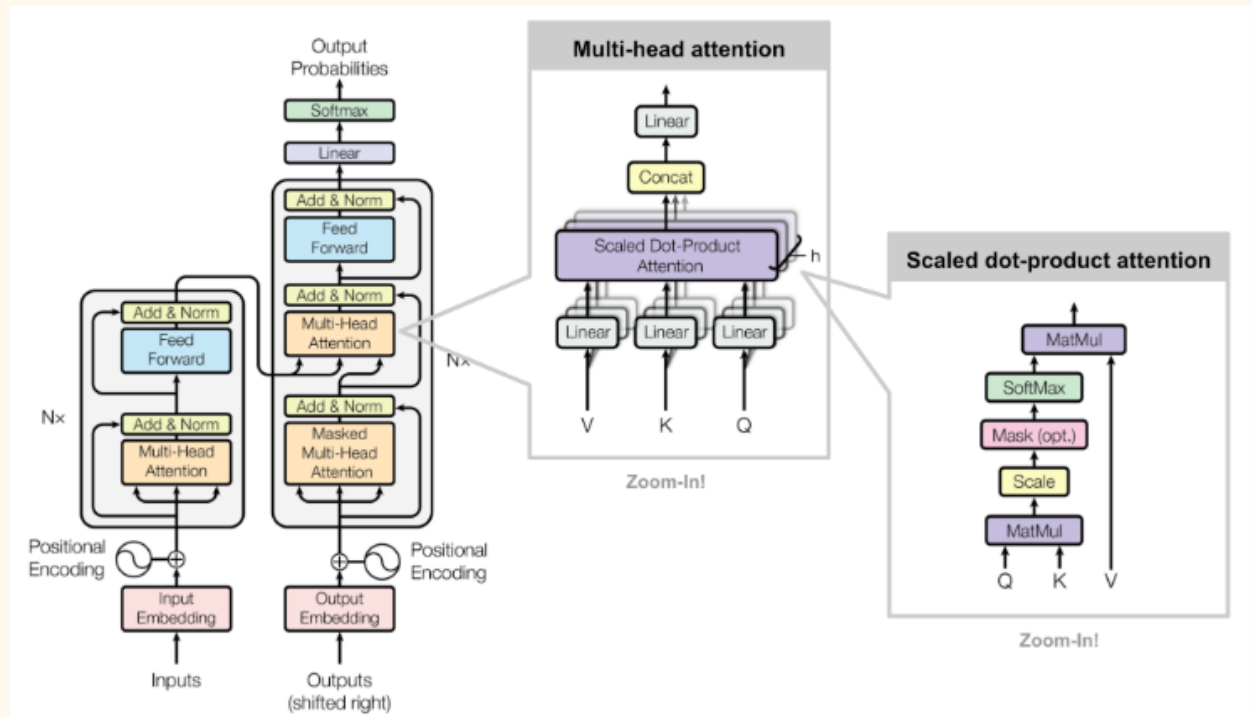 Output
Probabilities
Softmax
Linear
Add & Norm
Feed
Forward
Add & Norm
Multi-Head
Attention
Nx
Add & Norm
Masked
Multi-Head
Attention
Positional
Encoding
Output
Embedding
Outputs
(shifted right)
Add & Norm
Feed
Forward
Nx
Add & Norm
Multi-Head
Attention
Positional
Encoding
Input
Embedding
Inputs
Multi-head attention
Linear
Concat
Scaled Dot-Product
Attention
h
Linear
Linear
Linear
V
K
Q
Zoom-In!
Scaled dot-product attention
MatMul
SoftMax
Mask (opt.)
Scale
MatMul
Q
K
V
Zoom-In!